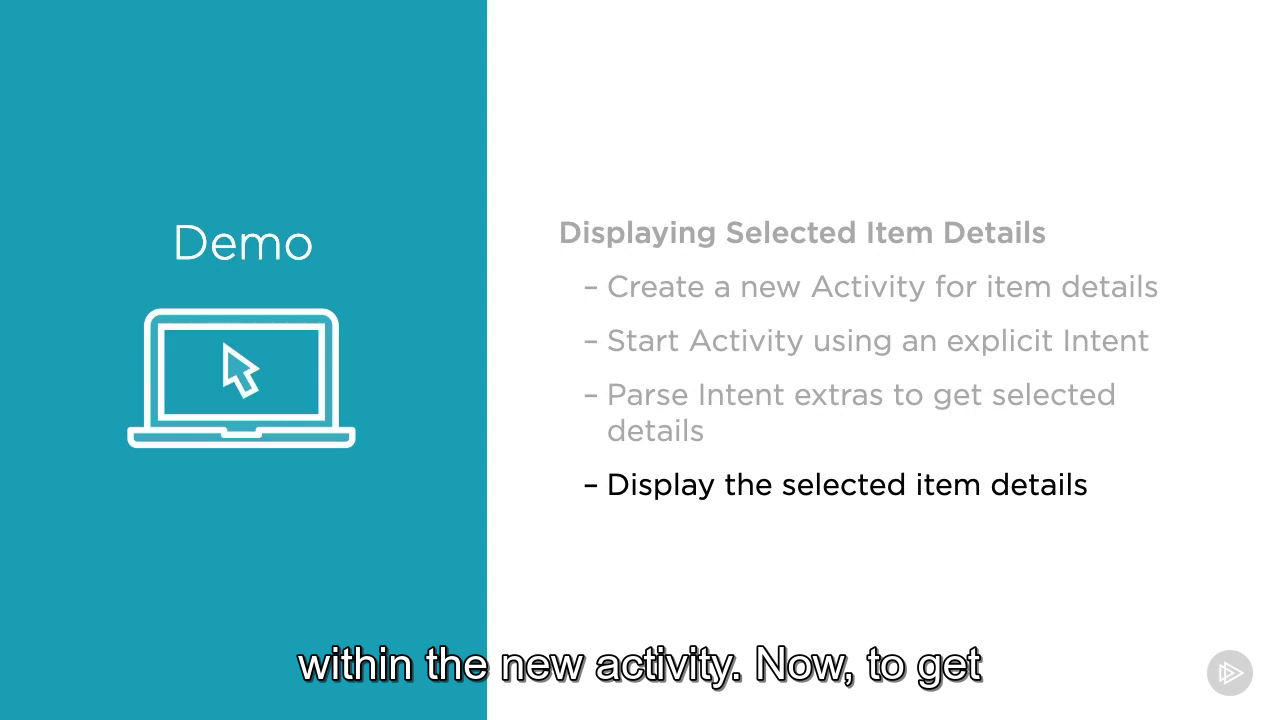 Demo
Displaying Selected Item Details
– Create a new Activity for item details
– Start Activity using an explicit Intent
– Parse Intent extras to get selected
details
– Display the selected item details
within the new activity. Now, to get